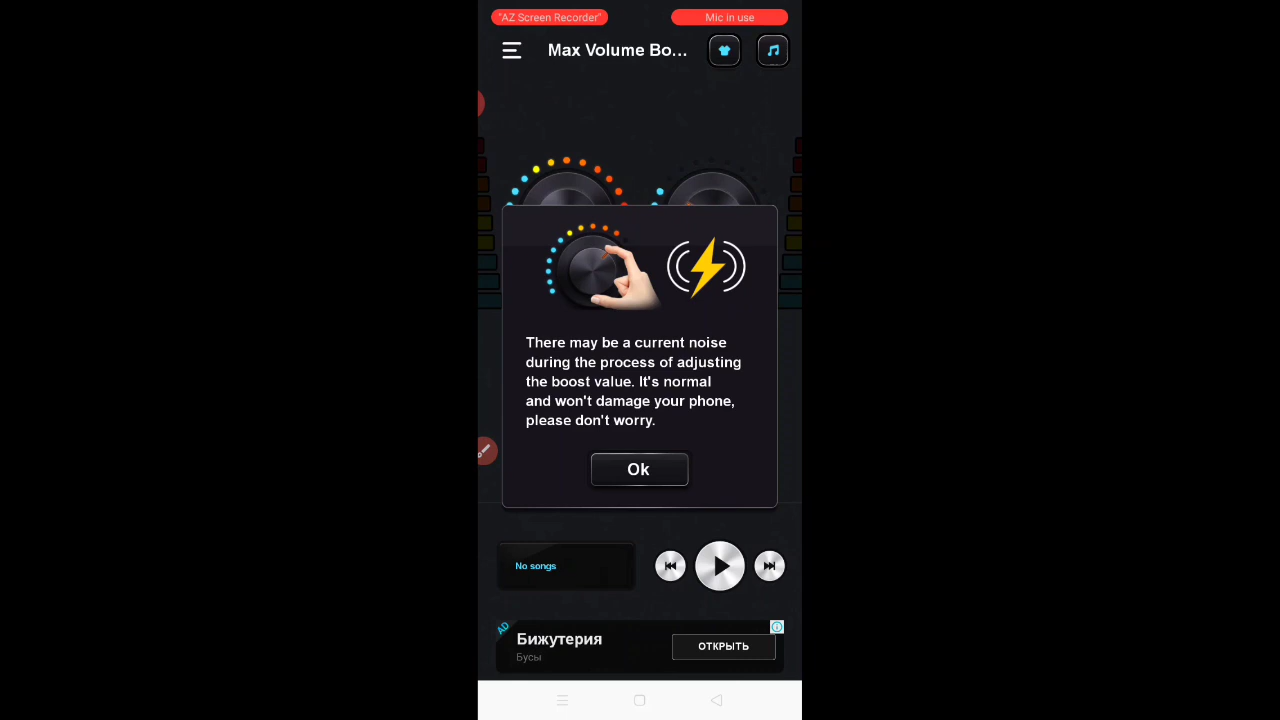 "AZ Screen Recorder"
Mic in use
Max Volume Bo...
There may be a current noise
during the process of adjusting
the boost value. It's normal
and won't damage your phone,
please don't worry.
Ok
No songs
AD
Бижутерия
Бусы
ОТКРЫТЬ